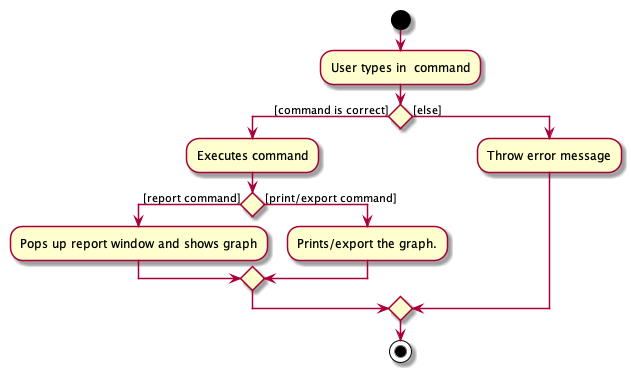 User types in  command
[command is correct]
[else]
Executes command
Throw error message
[report command]
[print/export command]
Pops up report window and shows graph
Prints/export the graph.